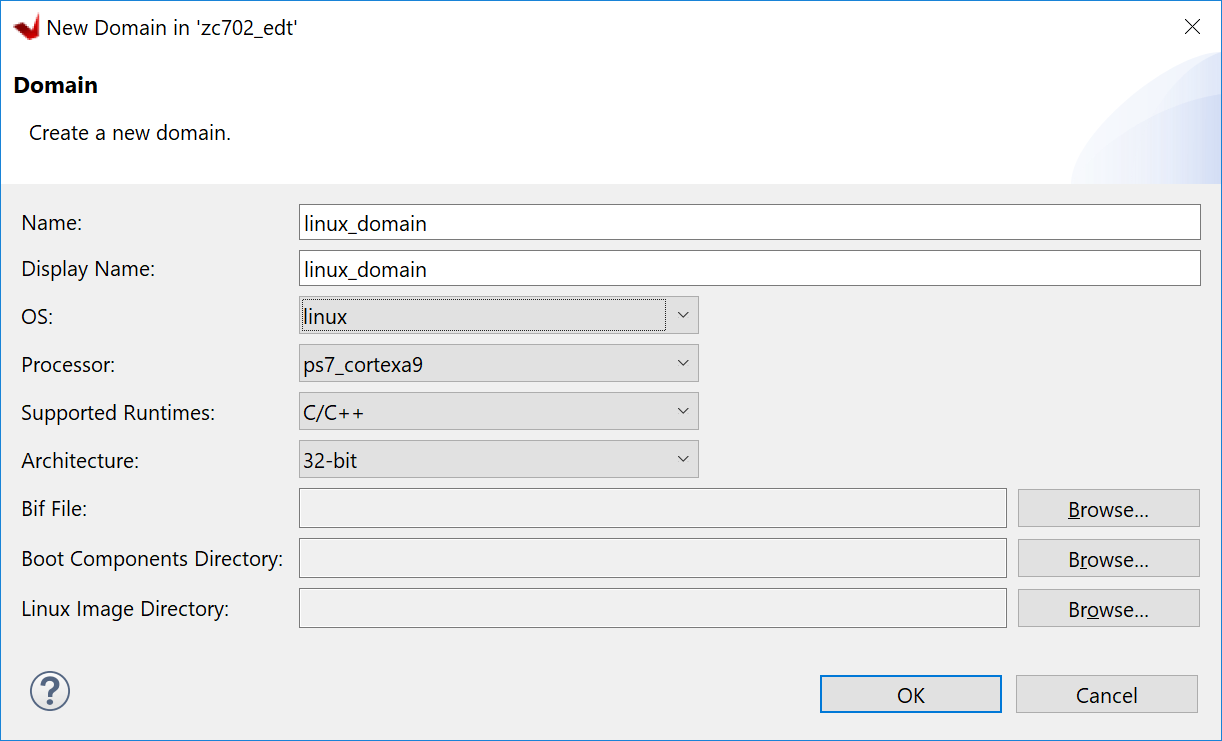 New Domain in 'zc702_edt'
Domain
Create a new domain.
Name: linux_domain
Display Name: linux_domain
OS: linux
Processor: ps7_cortexa9
Supported Runtimes: C/C++
Architecture: 32-bit
Bif File: Browse...
Boot Components Directory: Browse...
Linux Image Directory: Browse...
? OK Cancel